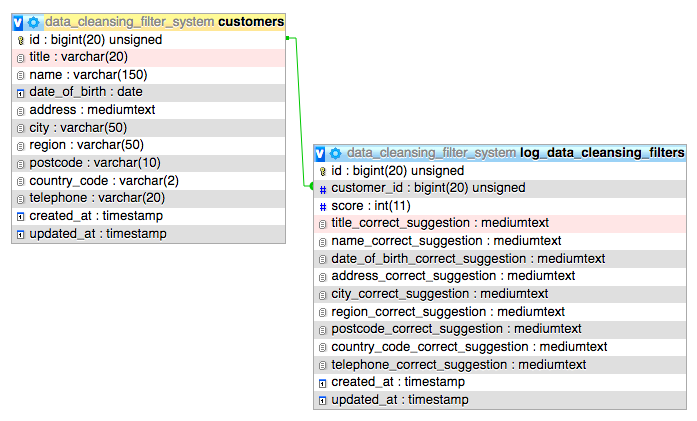 data_cleansing_filter_system customers
id : bigint(20) unsigned
title : varchar(20)
name : varchar(150)
date_of_birth : date
address : mediumtext
city : varchar(50)
region : varchar(50)
postcode : varchar(10)
country_code : varchar(2)
telephone : varchar(20)
created_at : timestamp
updated_at : timestamp
data_cleansing_filter_system log_data_cleansing_filters
id : bigint(20) unsigned
customer_id : bigint(20) unsigned
score : int(11)
title_correct_suggestion : mediumtext
name_correct_suggestion : mediumtext
date_of_birth_correct_suggestion : mediumtext
address_correct_suggestion : mediumtext
city_correct_suggestion : mediumtext
region_correct_suggestion : mediumtext
postcode_correct_suggestion : mediumtext
country_code_correct_suggestion : mediumtext
telephone_correct_suggestion : mediumtext
created_at : timestamp
updated_at : timestamp